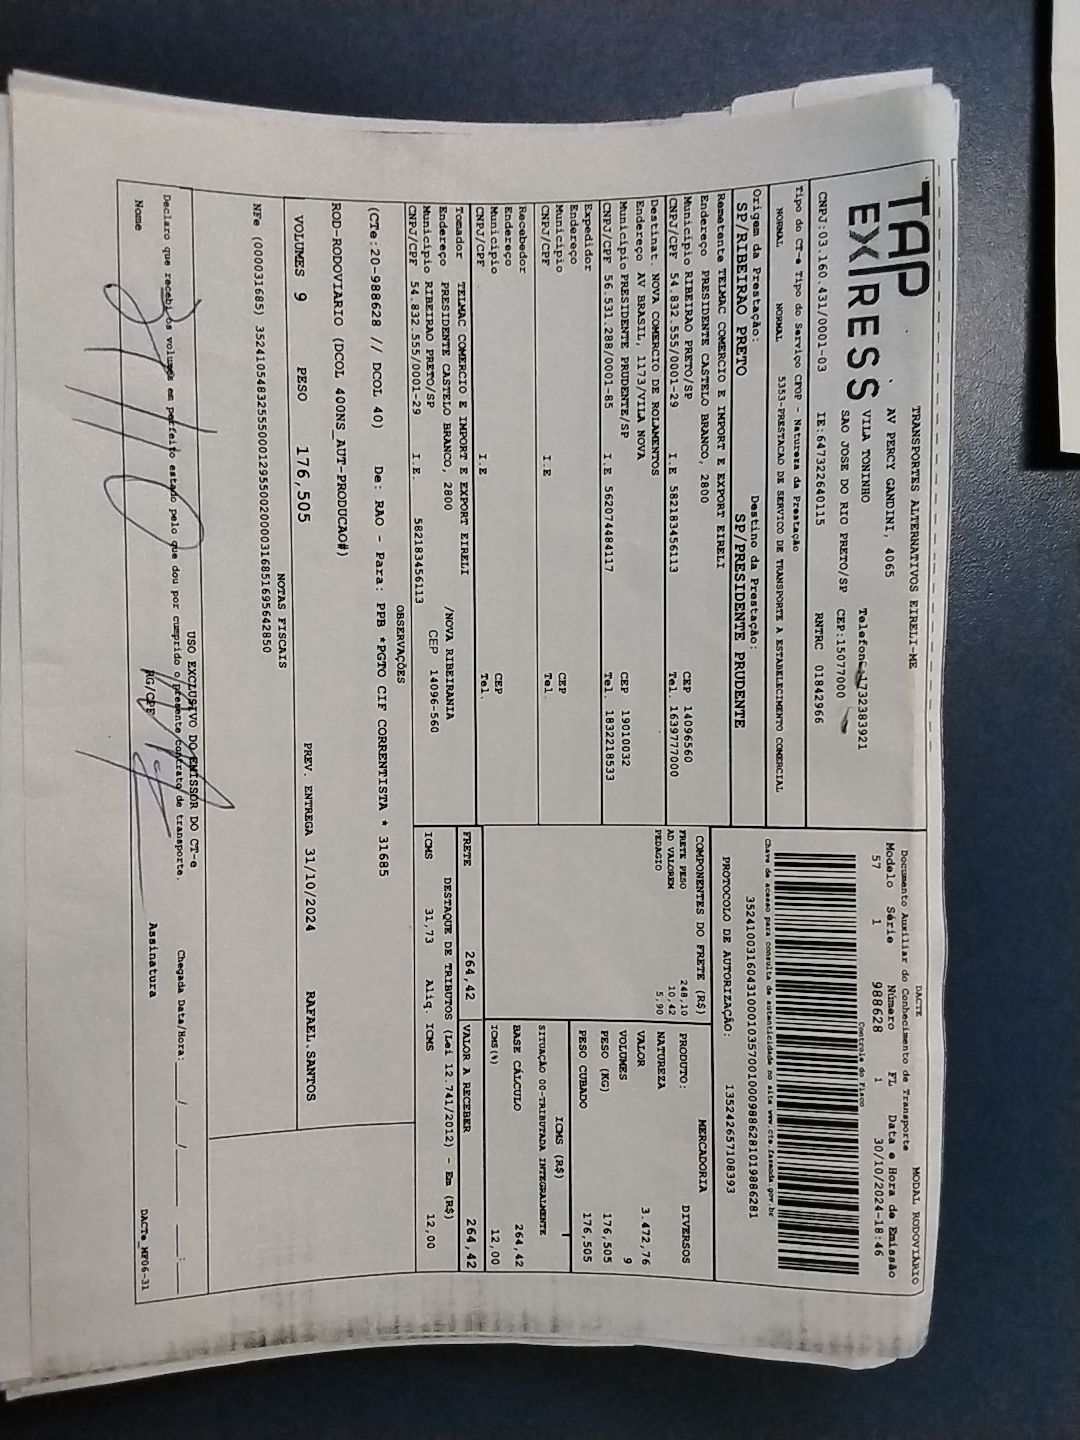 TAP EXPRESS
TRANSPORTES ALTERNATIVOS EIRELI-ME
AV PERCY GANDINI, 4065
VILA TONINHO
SAO JOSE DO RIO PRETO/SP CEP:15077000
CNPJ:03.160.431/0001-03 IE:647322640115 RNTRC 01842966
Tipo do CT-e Tipo do Serviço CFOP - Natureza da Prestação
NORMAL NORMAL 5353-PRESTACAO DE SERVICO DE TRANSPORTE A ESTABELECIMENTO COMERCIAL
Origem da Prestação: Destino da Prestação:
SP/RIBEIRAO PRETO SP/PRESIDENTE PRUDENTE
DACTE MODAL RODOVIÁRIO
Documento Auxiliar do Conhecimento de Transporte
Modelo Série Número FL Data e Hora de Emissão
57 1 988628 1 30/10/2024-18:46
Controle do Fisco
Chave de acesso para consulta de autenticidade no site www.cte.fazenda.gov.br
PROTOCOLO DE AUTORIZAÇÃO: 135242657108393
Remetente TELMAC COMERCIO E IMPORT E EXPORT EIRELI
Endereço PRESIDENTE CASTELO BRANCO, 2800
Município RIBEIRAO PRETO/SP CEP 14096560
CNPJ/CPF 54.832.555/0001-29 I.E 582183456113 Tel. 1639777000
Destinat. NOVA COMERCIO DE ROLAMENTOS
Endereço AV BRASIL, 1173/VILA NOVA
Município PRESIDENTE PRUDENTE/SP CEP 19010032
CNPJ/CPF 56.531.288/0001-85 I.E 562074484117 Tel. 1832218533
Expedidor
Endereço
Município CEP
CNPJ/CPF I.E Tel.
Recebedor
Endereço
Município CEP
CNPJ/CPF I.E Tel.
Tomador TELMAC COMERCIO E IMPORT E EXPORT EIRELI
Endereço PRESIDENTE CASTELO BRANCO, 2800 /NOVA RIBEIRANIA
Município RIBEIRAO PRETO/SP CEP 14096-560
CNPJ/CPF 54.832.555/0001-29 I.E. 582183456113
COMPONENTES DO FRETE (R$)
FRETE PESO 248,10
AD VALOREM 10,42
PEDAGIO 5,90
MERCADORIA
PRODUTO: DIVERSOS
NATUREZA
VALOR 3.472,76
VOLUMES 9
PESO (KG) 176,505
PESO CUBADO 176,505
ICMS (R$)
SITUAÇÃO 00-TRIBUTADA INTEGRALMENTE
BASE CÁLCULO 264,42
ICMS(%) 12,00
FRETE 264,42 VALOR A RECEBER 264,42
DESTAQUE DE TRIBUTOS (Lei 12.741/2012) - Em (R$)
ICMS 31,73 Aliq. ICMS 12,00
OBSERVAÇÕES
(CTe:20-988628 // DCOL 40) De: RAO - Para: PPB *PGTO CIF CORRENTISTA * 31685
ROD-RODOVIARIO (DCOL 400NS_AUT-PRODUCAO#)
VOLUMES 9 PESO 176,505 PREV. ENTREGA 31/10/2024 RAFAEL.SANTOS
NOTAS FISCAIS
NFe (000031685)
USO EXCLUSIVO DO EMISSOR DO CT-e
Declaro que recebi os volumes em perfeito estado pelo que dou por cumprido o presente contrato de transporte. Chegada Data/Hora: ____/____/____ ____:____
Nome RG/CPF Assinatura
DACTe_MF06-31